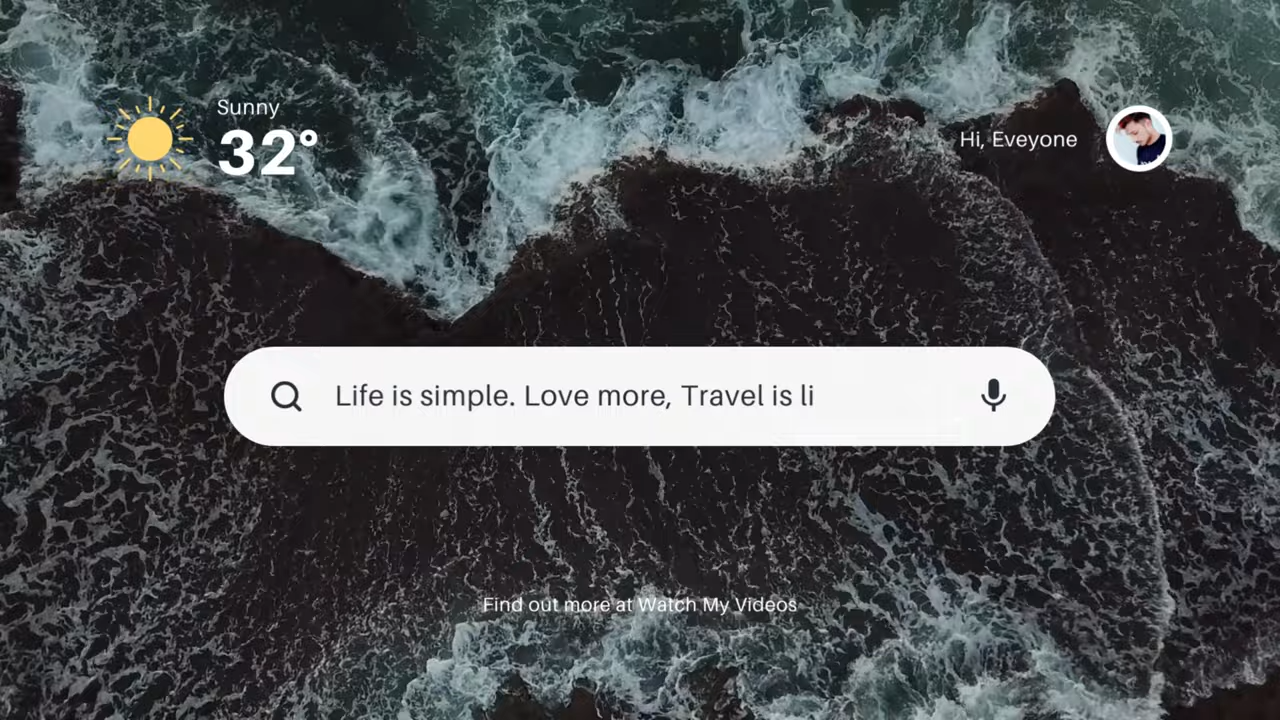 Sunny
32°
Hi, Eveyone
Life is simple. Love more, Travel is li
Find out more at Watch My Videos